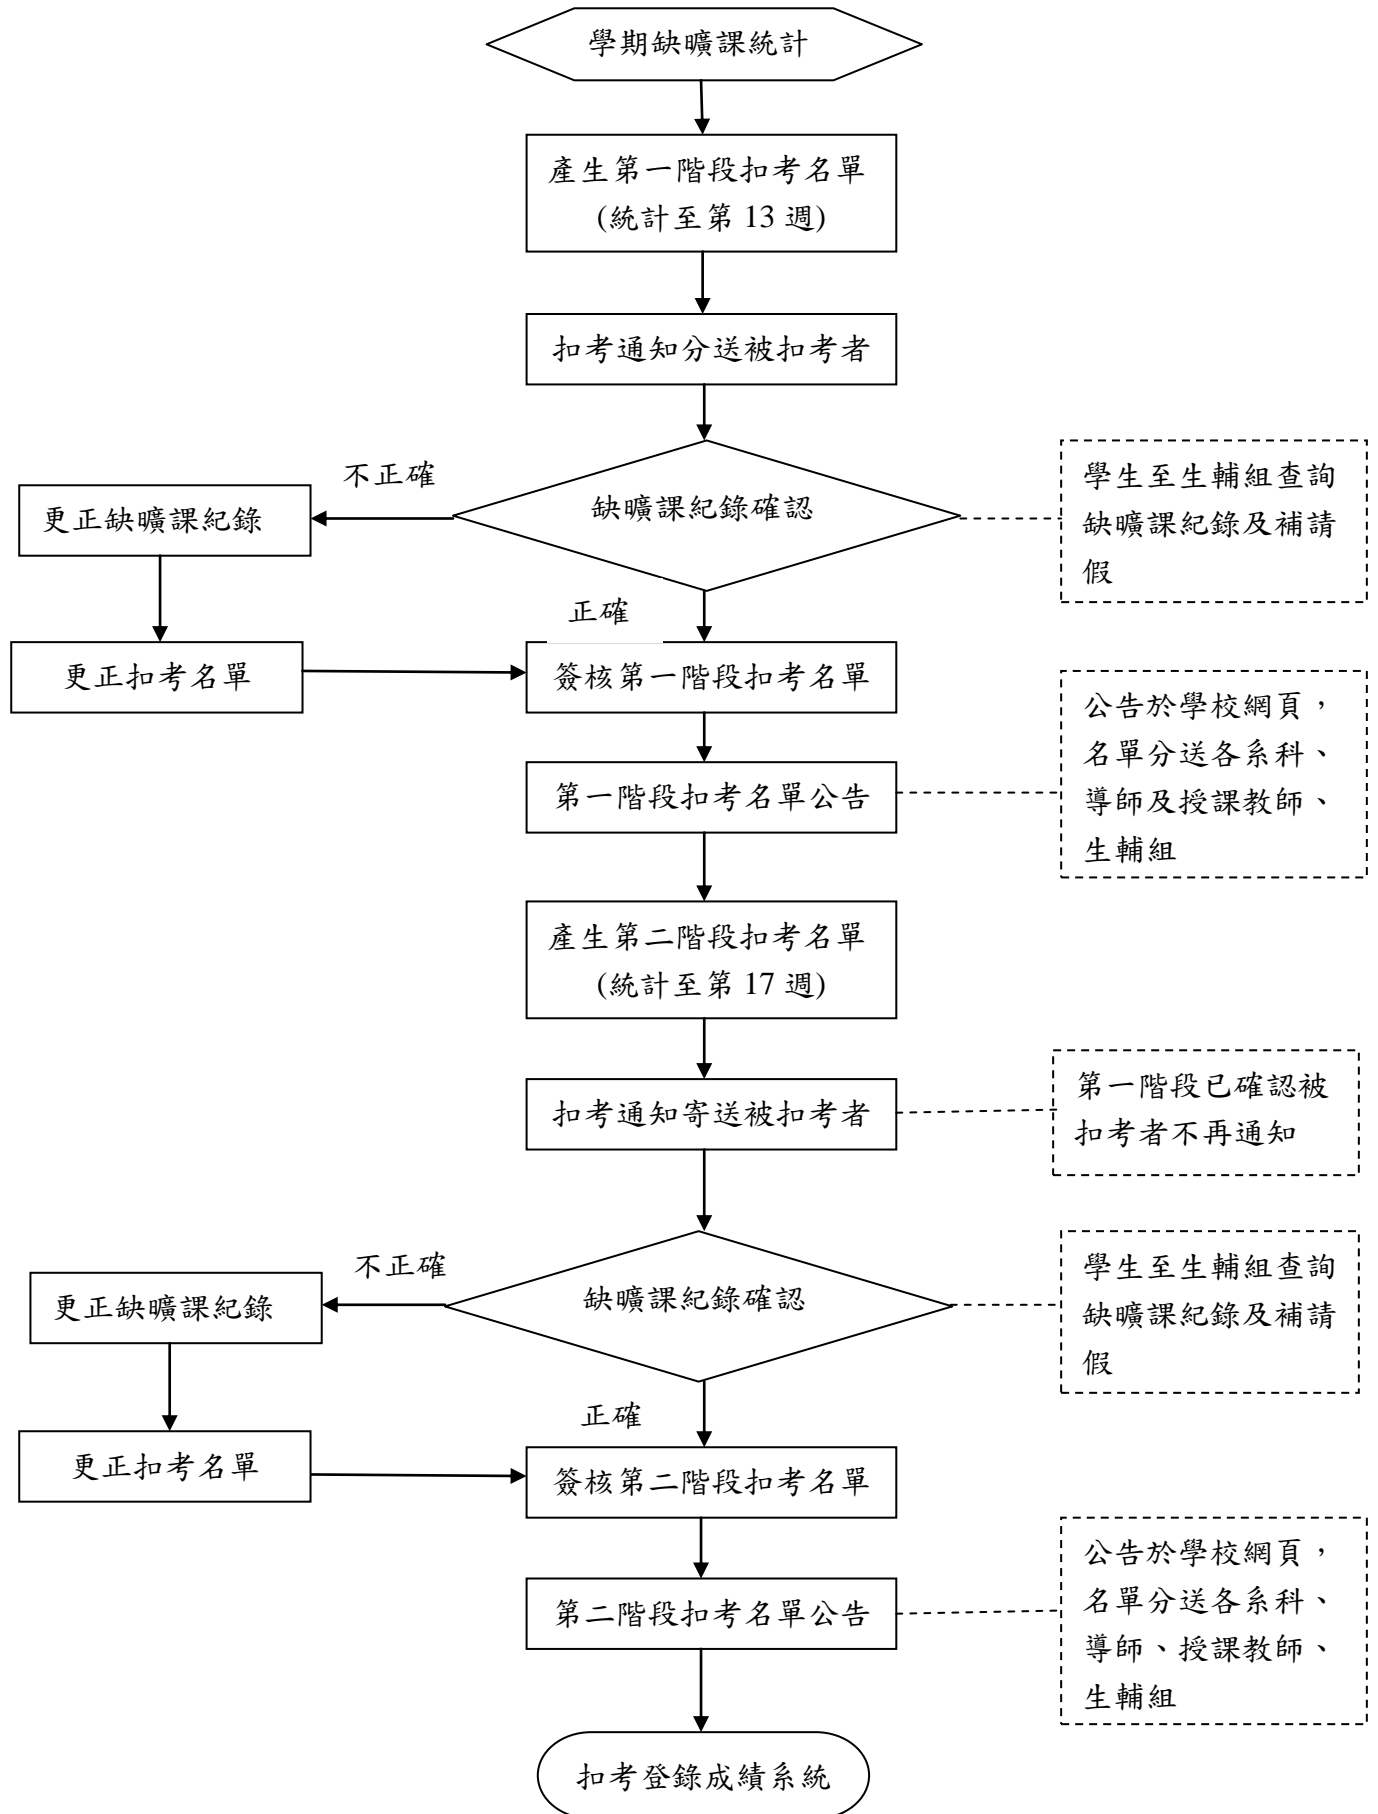 學期缺曠課統計
產生第一階段扣考名單
(統計至第 13 週)
扣考通知分送被扣考者
不正確
缺曠課紀錄確認
更正缺曠課紀錄
學生至生輔組查詢
缺曠課紀錄及補請
假
正確
更正扣考名單
簽核第一階段扣考名單
公告於學校網頁，
名單分送各系科、
導師及授課教師、
生輔組
第一階段扣考名單公告
產生第二階段扣考名單
(統計至第 17 週)
扣考通知寄送被扣考者
第一階段已確認被
扣考者不再通知
不正確
缺曠課紀錄確認
更正缺曠課紀錄
學生至生輔組查詢
缺曠課紀錄及補請
假
正確
更正扣考名單
簽核第二階段扣考名單
第二階段扣考名單公告
公告於學校網頁，
名單分送各系科、
導師、授課教師、
生輔組
扣考登錄成績系統